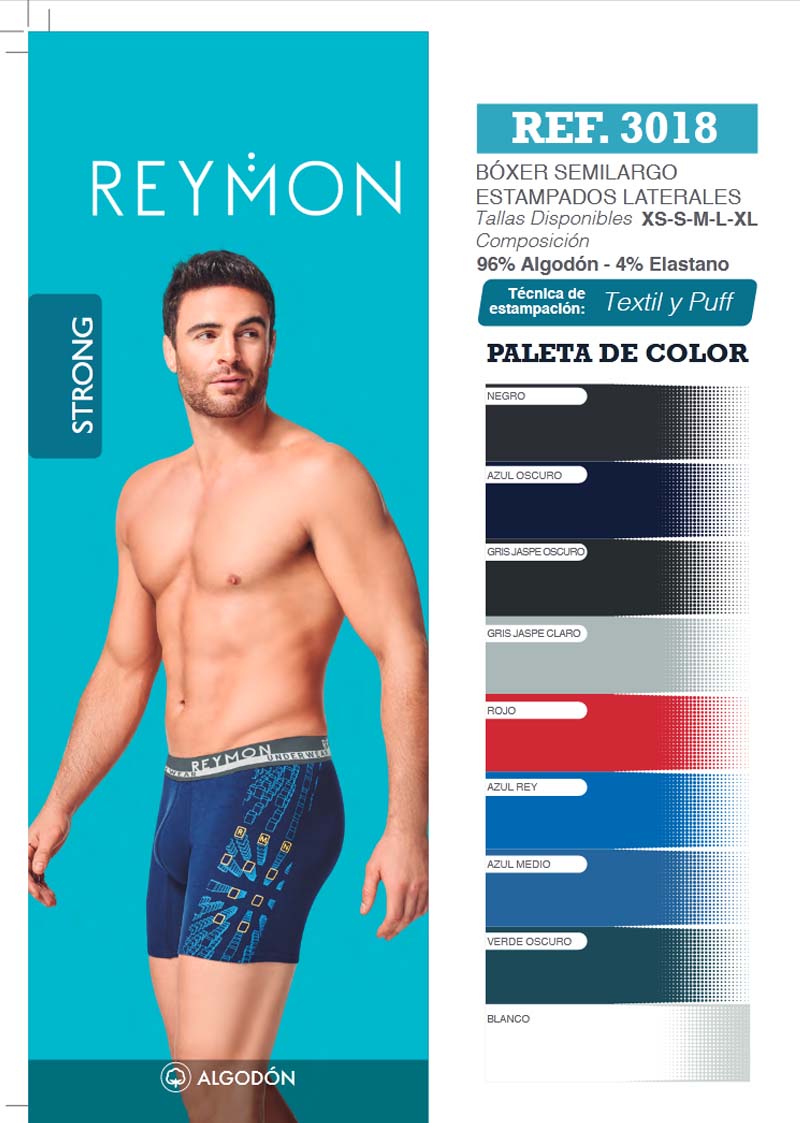 REYMON
STRONG
REYMON
UNDERWEAR
WEAR
R
M
N
ALGODÓN
REF. 3018
BÓXER SEMILARGO
ESTAMPADOS LATERALES
Tallas Disponibles XS-S-M-L-XL
Composición
96% Algodón - 4% Elastano
Técnica de
estampación: Textil y Puff
PALETA DE COLOR
NEGRO
AZUL OSCURO
GRIS JASPE OSCURO
GRIS JASPE CLARO
ROJO
AZUL REY
AZUL MEDIO
VERDE OSCURO
BLANCO